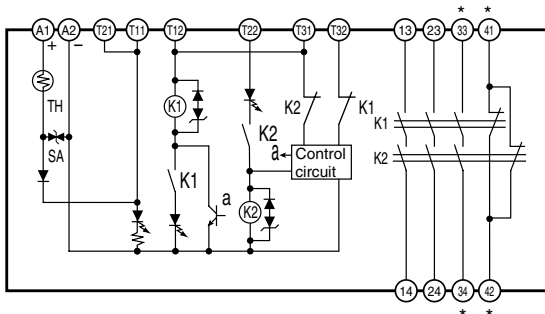 * *
A1 A2 T21 T11 T12 T22 T31 T32 13 23 33 41
+ −
K1
TH
K2 K1
K1
K2
a
Control
circuit
SA
K2
K1
a
K2
14 24 34 42
* *